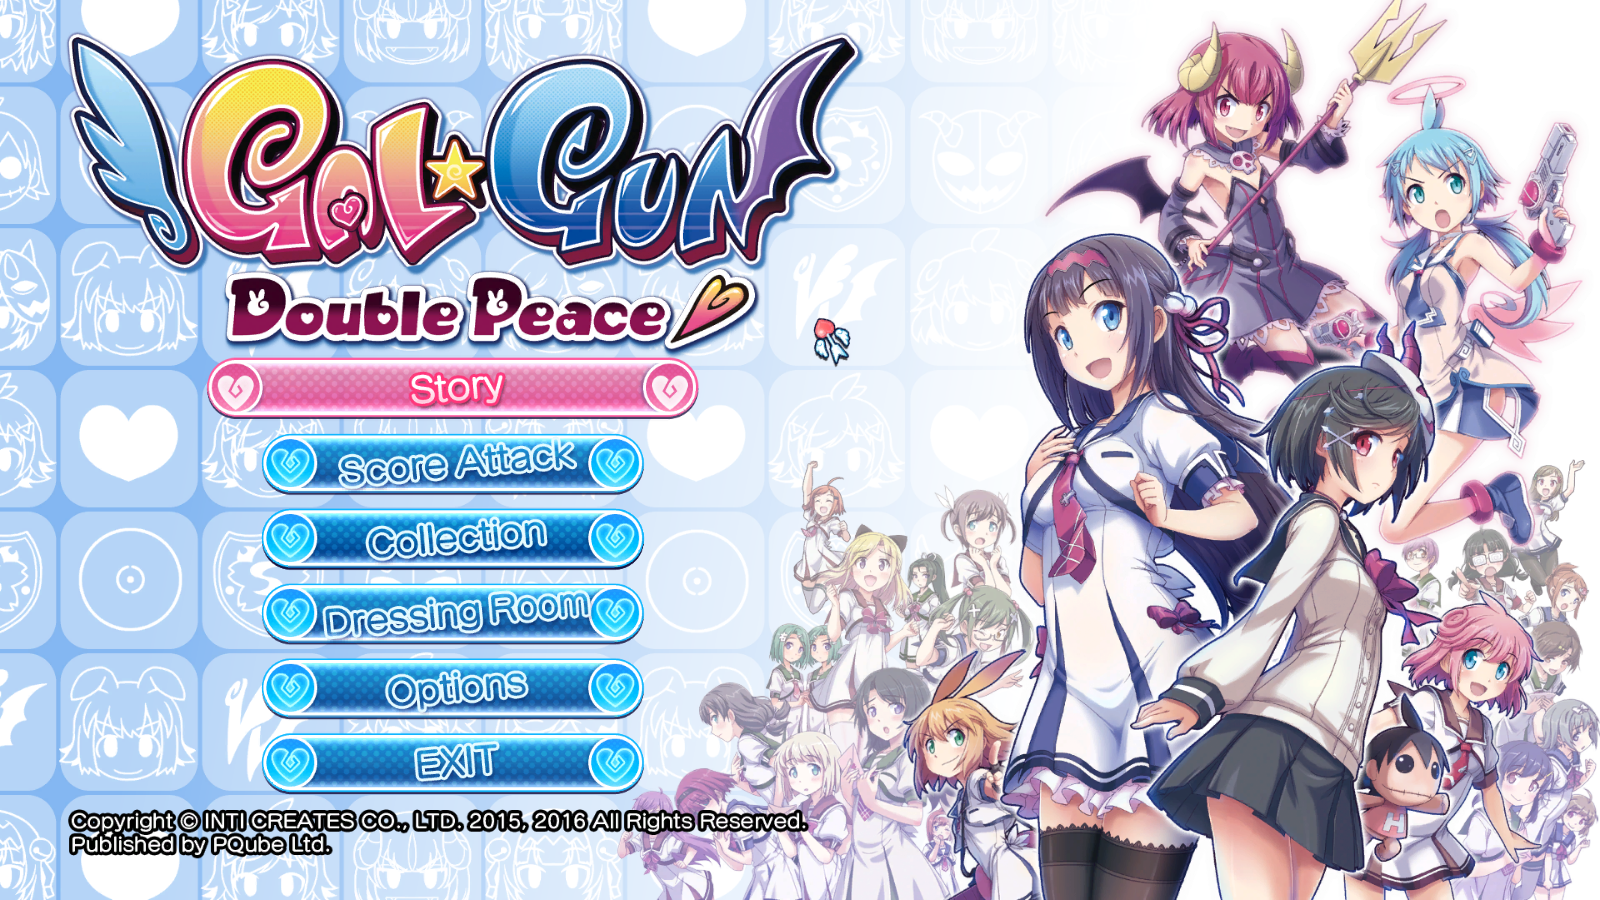 Gal★Gun
Double Peace
Story
Score Attack
Collection
Dressing Room
Options
EXIT
Copyright © INTI CREATES CO., LTD. 2015, 2016 All Rights Reserved.
Published by PQube Ltd.
H